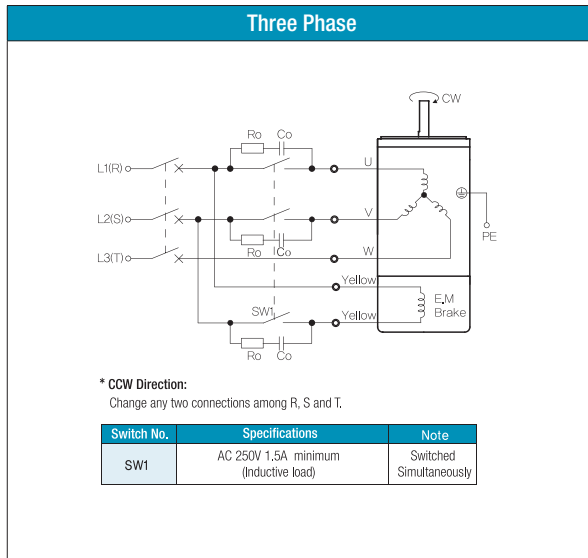 Three Phase
CW
Ro Co
L1(R)
U
L2(S)
V
Ro Co
PE
L3(T)
W
Yellow
E.M
Brake
SW1
Yellow
Ro Co
* CCW Direction:
Change any two connections among R, S and T.
Switch No. Specifications Note
SW1 AC 250V 1.5A minimum Switched
(Inductive load) Simultaneously